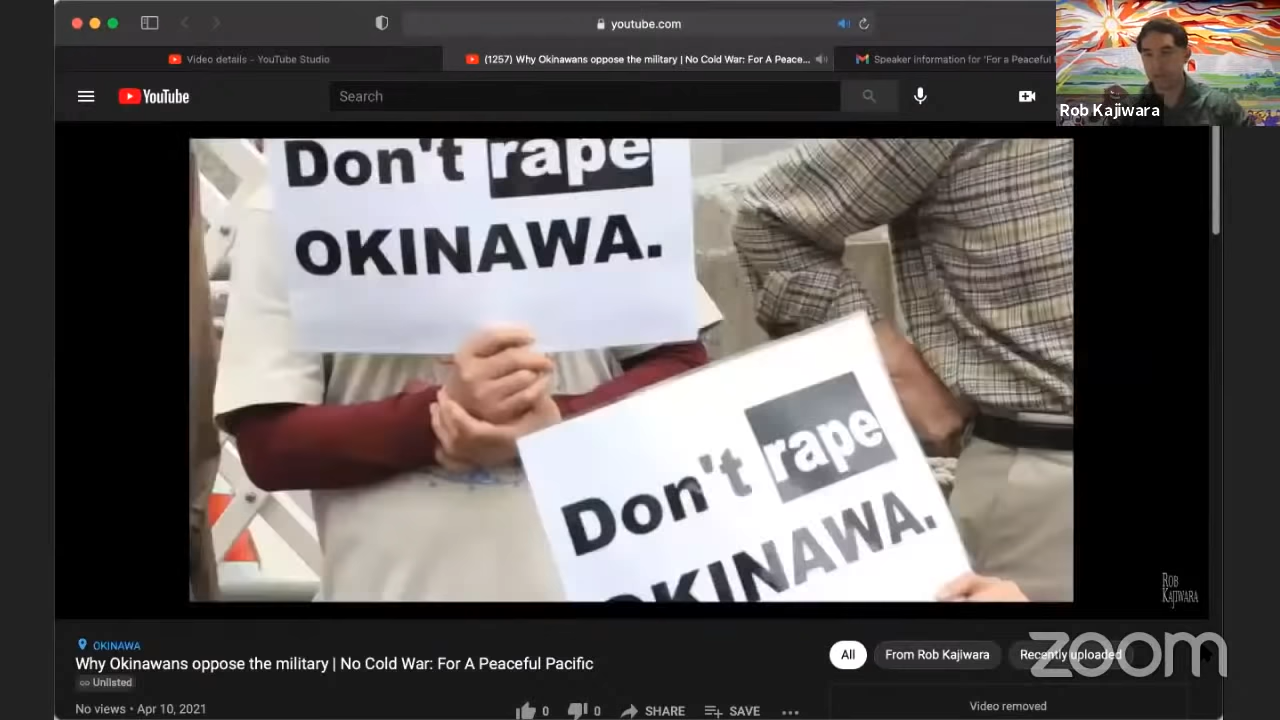 youtube.com
Video details - YouTube Studio
(1257) Why Okinawans oppose the military | No Cold War: For A Peace...
Speaker information for 'For a Peaceful
Rob Kajiwara
YouTube
Search
Don't rape
OKINAWA.
Don't rape
OKINAWA.
ROB
KAJIWARA
OKINAWA
Why Okinawans oppose the military | No Cold War: For A Peaceful Pacific
Unlisted
No views • Apr 10, 2021
0
0
SHARE
SAVE
All
From Rob Kajiwara
Recently uploaded
zoom
Video removed